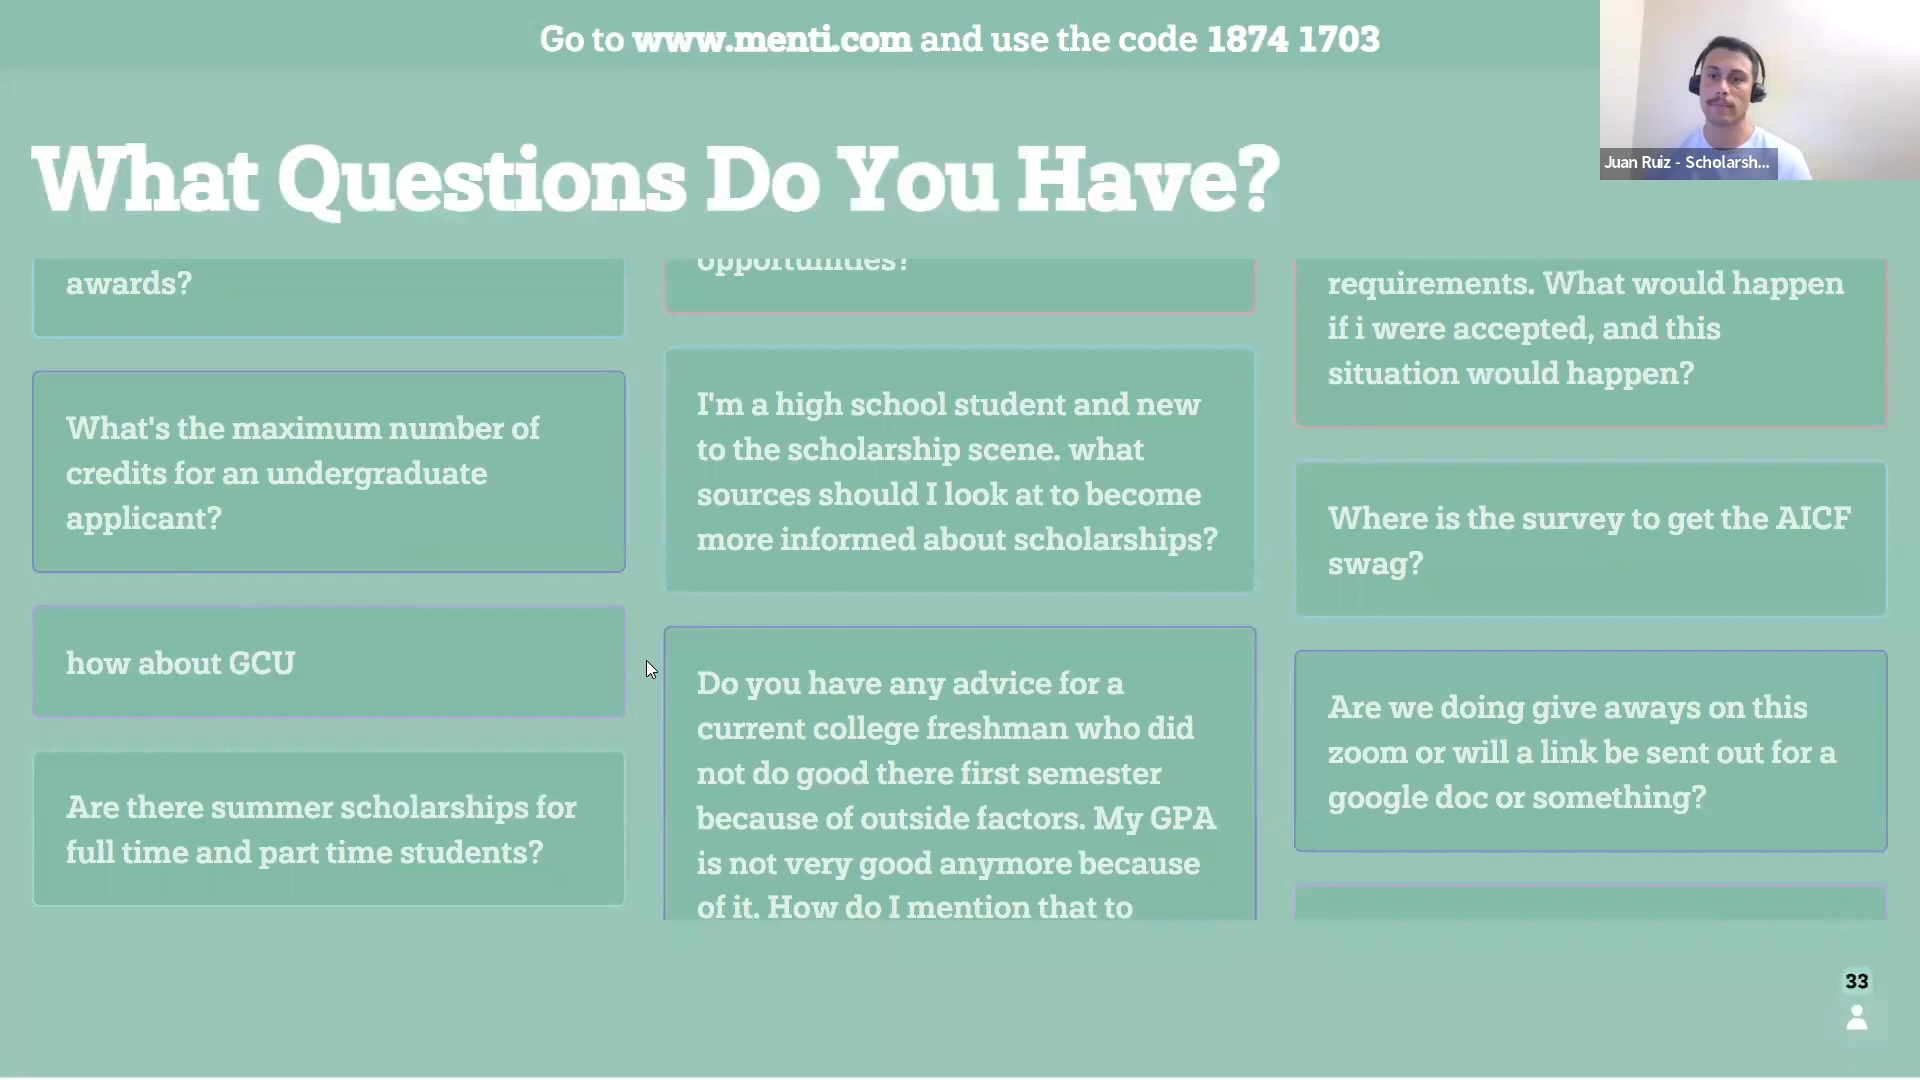 Go to www.menti.com and use the code 1874 1703
Juan Ruiz - Scholarsh...
What Questions Do You Have?
awards?
What's the maximum number of
credits for an undergraduate
applicant?
how about GCU
Are there summer scholarships for
full time and part time students?
opportunities?
I'm a high school student and new
to the scholarship scene. what
sources should I look at to become
more informed about scholarships?
Do you have any advice for a
current college freshman who did
not do good there first semester
because of outside factors. My GPA
is not very good anymore because
of it. How do I mention that to
requirements. What would happen
if i were accepted, and this
situation would happen?
Where is the survey to get the AICF
swag?
Are we doing give aways on this
zoom or will a link be sent out for a
google doc or something?
33